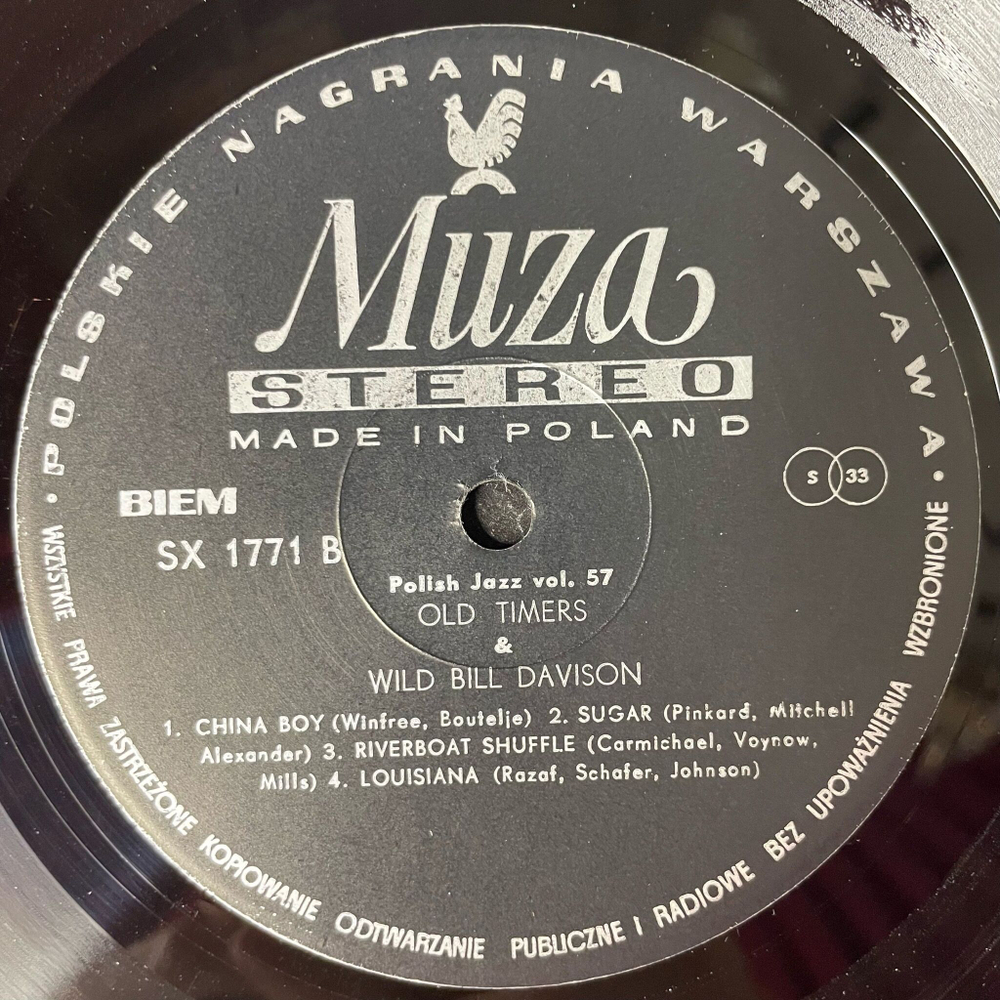 POLSKIE NAGRANIA WARSZAWA
Muza
STEREO
MADE IN POLAND
BIEM
S 33
SX 1771 B
Polish Jazz vol. 57
OLD TIMERS
&
WILD BILL DAVISON
1. CHINA BOY (Winfree, Boutelje) 2. SUGAR (Pinkard, Mitchell
Alexander) 3. RIVERBOAT SHUFFLE (Carmichael, Voynow,
Mills) 4. LOUISIANA (Razaf, Schafer, Johnson)
• WSZYSTKIE PRAWA ZASTRZEŻONE KOPIOWANIE ODTWARZANIE PUBLICZNE I RADIOWE BEZ UPOWAŻNIENIA WZBRONIONE •